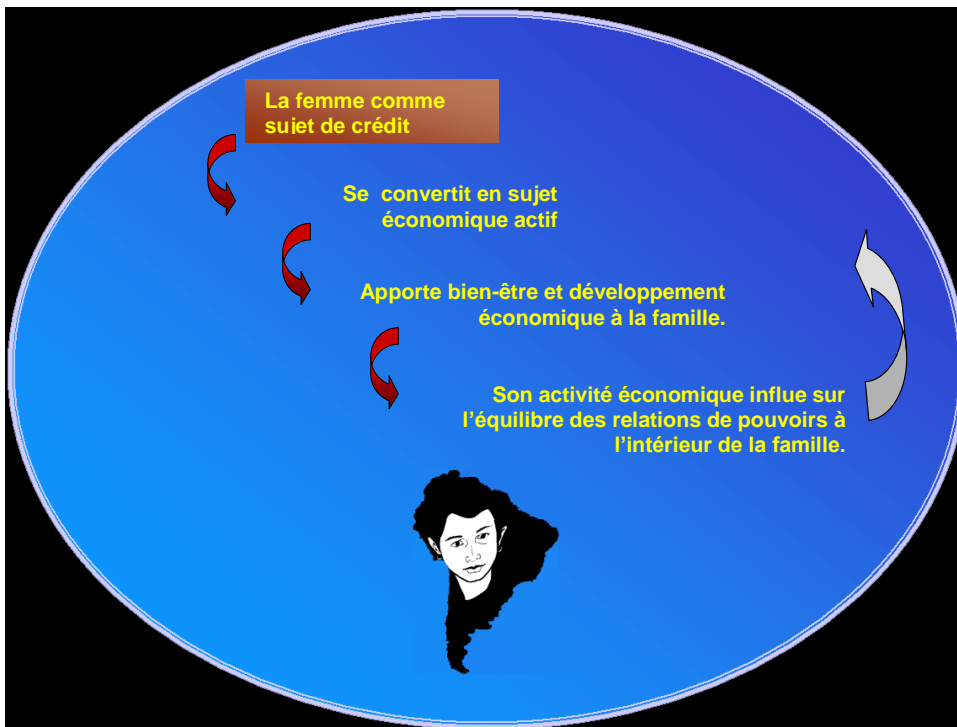 La femme comme
sujet de crédit
Se  convertit en sujet
économique actif
Apporte bien-être et développement
économique à la famille.
Son activité économique influe sur
l’équilibre des relations de pouvoirs à
l’intérieur de la famille.